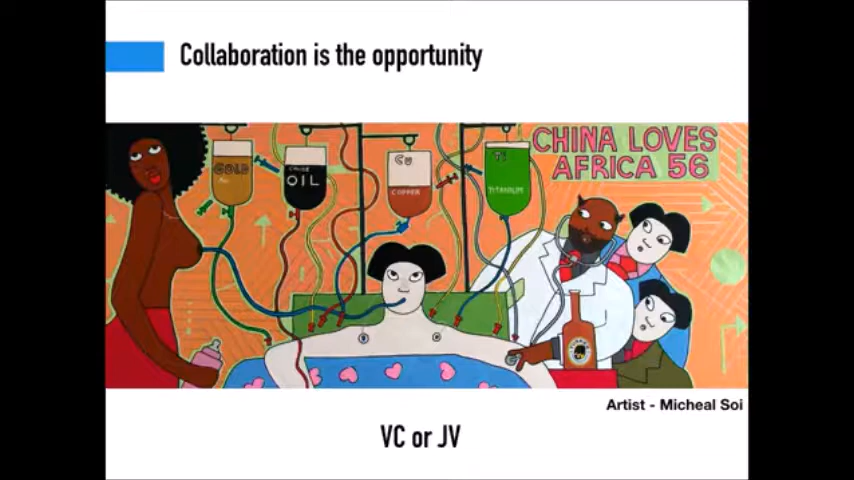 Collaboration is the opportunity
CHINA LOVES
AFRICA 56
GOLD
OIL
CU
COPPER
Ti
TITANIUM
Artist - Micheal Soi
VC or JV